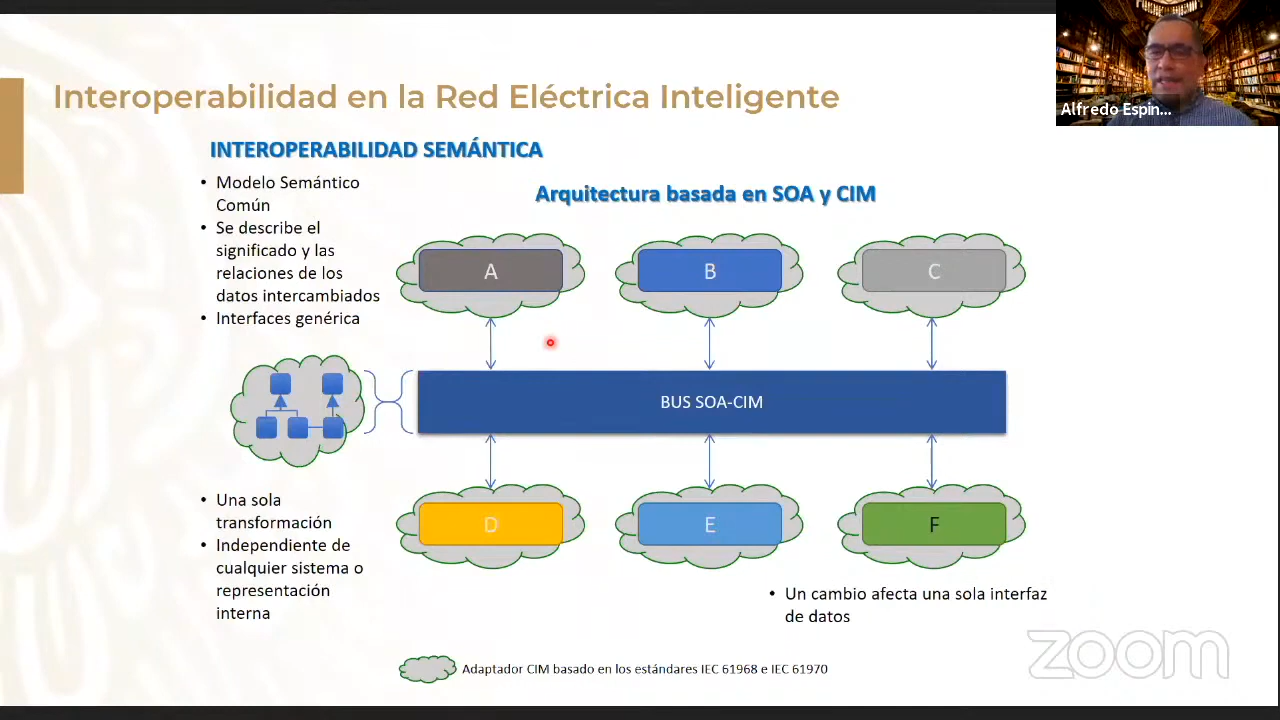 Alfredo Espin...
Interoperabilidad en la Red Eléctrica Inteligente
INTEROPERABILIDAD SEMÁNTICA
• Modelo Semántico
Común
• Se describe el
significado y las
relaciones de los
datos intercambiados
• Interfaces genérica
Arquitectura basada en SOA y CIM
A
B
C
BUS SOA-CIM
D
E
F
• Una sola
transformación
• Independiente de
cualquier sistema o
representación
interna
• Un cambio afecta una sola interfaz
de datos
Adaptador CIM basado en los estándares IEC 61968 e IEC 61970
zoom